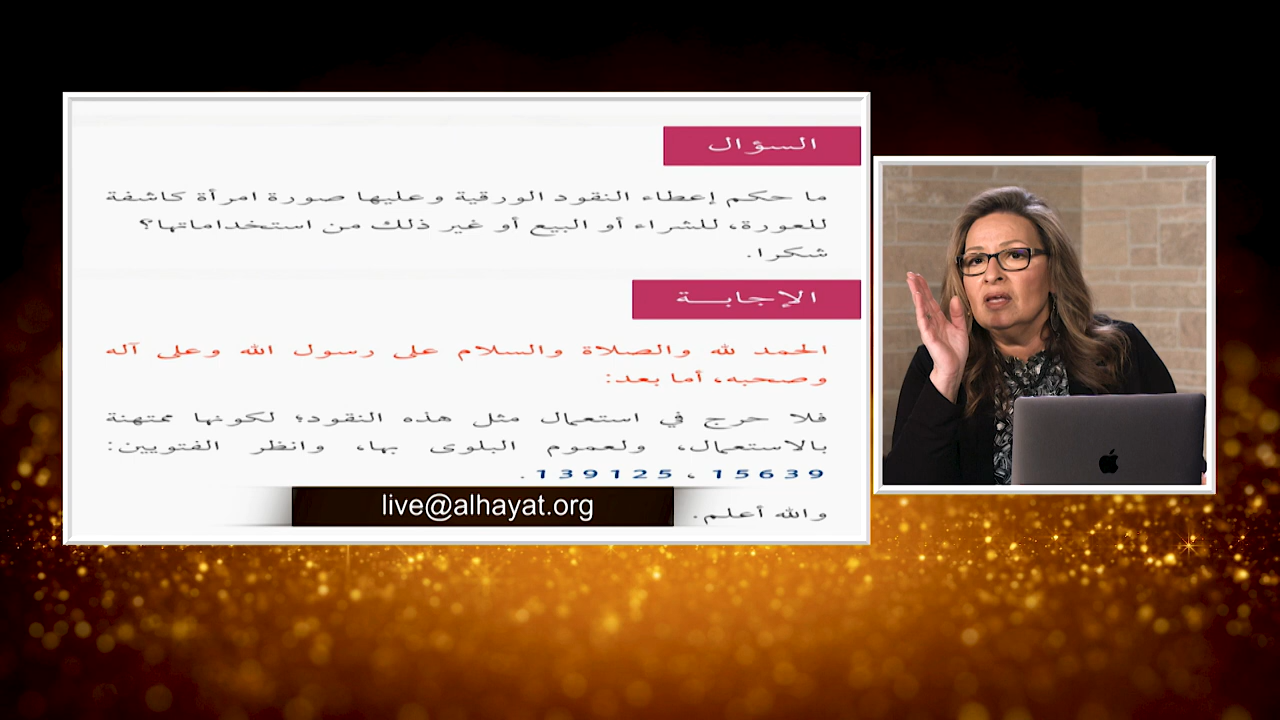 السؤال
ما حكم إعطاء النقود الورقية وعليها صورة امرأة كاشفة
للعورة، للشراء أو البيع أو غير ذلك من استخداماتها؟
شكرا.
الإجابــة
الحمد لله والصلاة والسلام على رسول الله وعلى آله
وصحبه، أما بعد:
فلا حرج في استعمال مثل هذه النقود؛ لكونها ممتهنة
بالاستعمال، ولعموم البلوى بها، وانظر الفتويين:
15639 ، 139125 .
والله أعلم.
live@alhayat.org